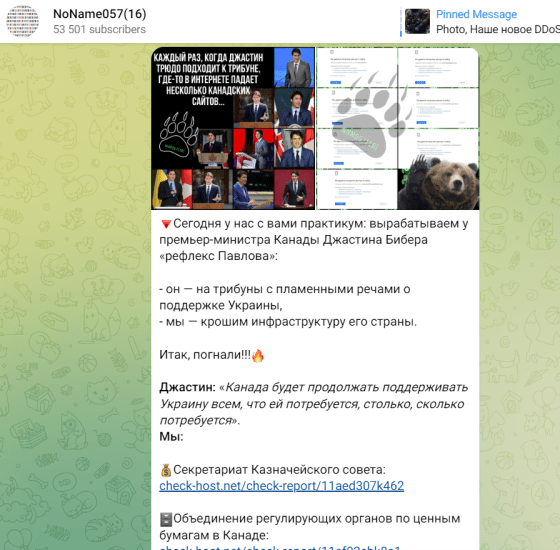 NoName057(16)
53 501 subscribers
Pinned Message
Photo, Наше новое DDoS
КАЖДЫЙ РАЗ, КОГДА ДЖАСТИН
ТРЮДО ПОДХОДИТ К ТРИБУНЕ,
ГДЕ-ТО В ИНТЕРНЕТЕ ПАДАЕТ
НЕСКОЛЬКО КАНАДСКИХ
САЙТОВ...
🔻Сегодня у нас с вами практикум: вырабатываем у
премьер-министра Канады Джастина Бибера
«рефлекс Павлова»:
- он — на трибуны с пламенными речами о
поддержке Украины,
- мы — крошим инфраструктуру его страны.
Итак, погнали!!!🔥
Джастин: «Канада будет продолжать поддерживать
Украину всем, что ей потребуется, столько, сколько
потребуется».
Мы:
💰Секретариат Казначейского совета:
check-host.net/check-report/11aed307k462
🗄Объединение регулирующих органов по ценным
бумагам в Канаде: